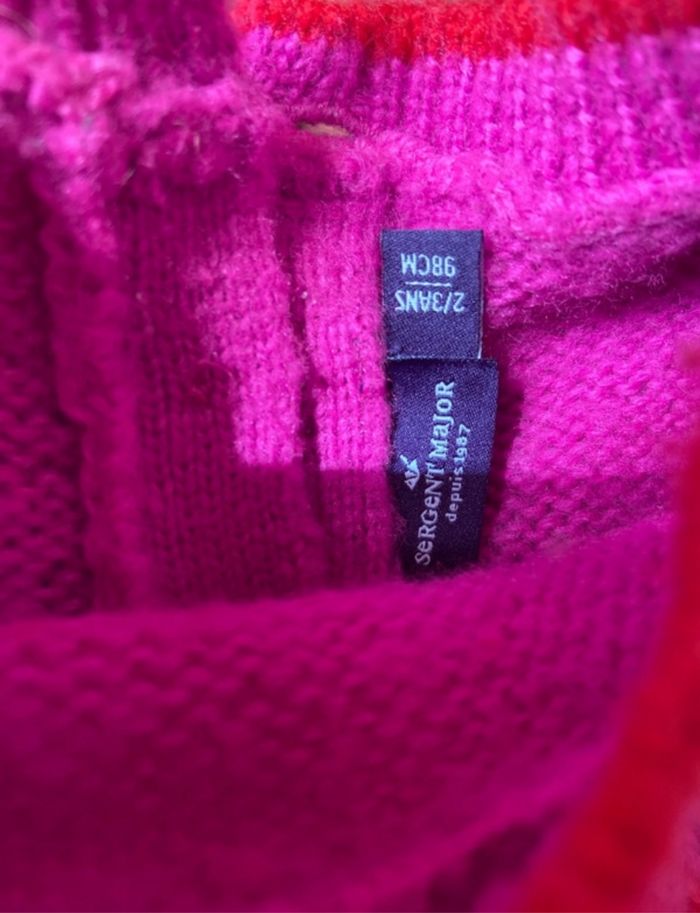 2/3ANS
98CM
SeRGeNT MaJoR
depuis 1987